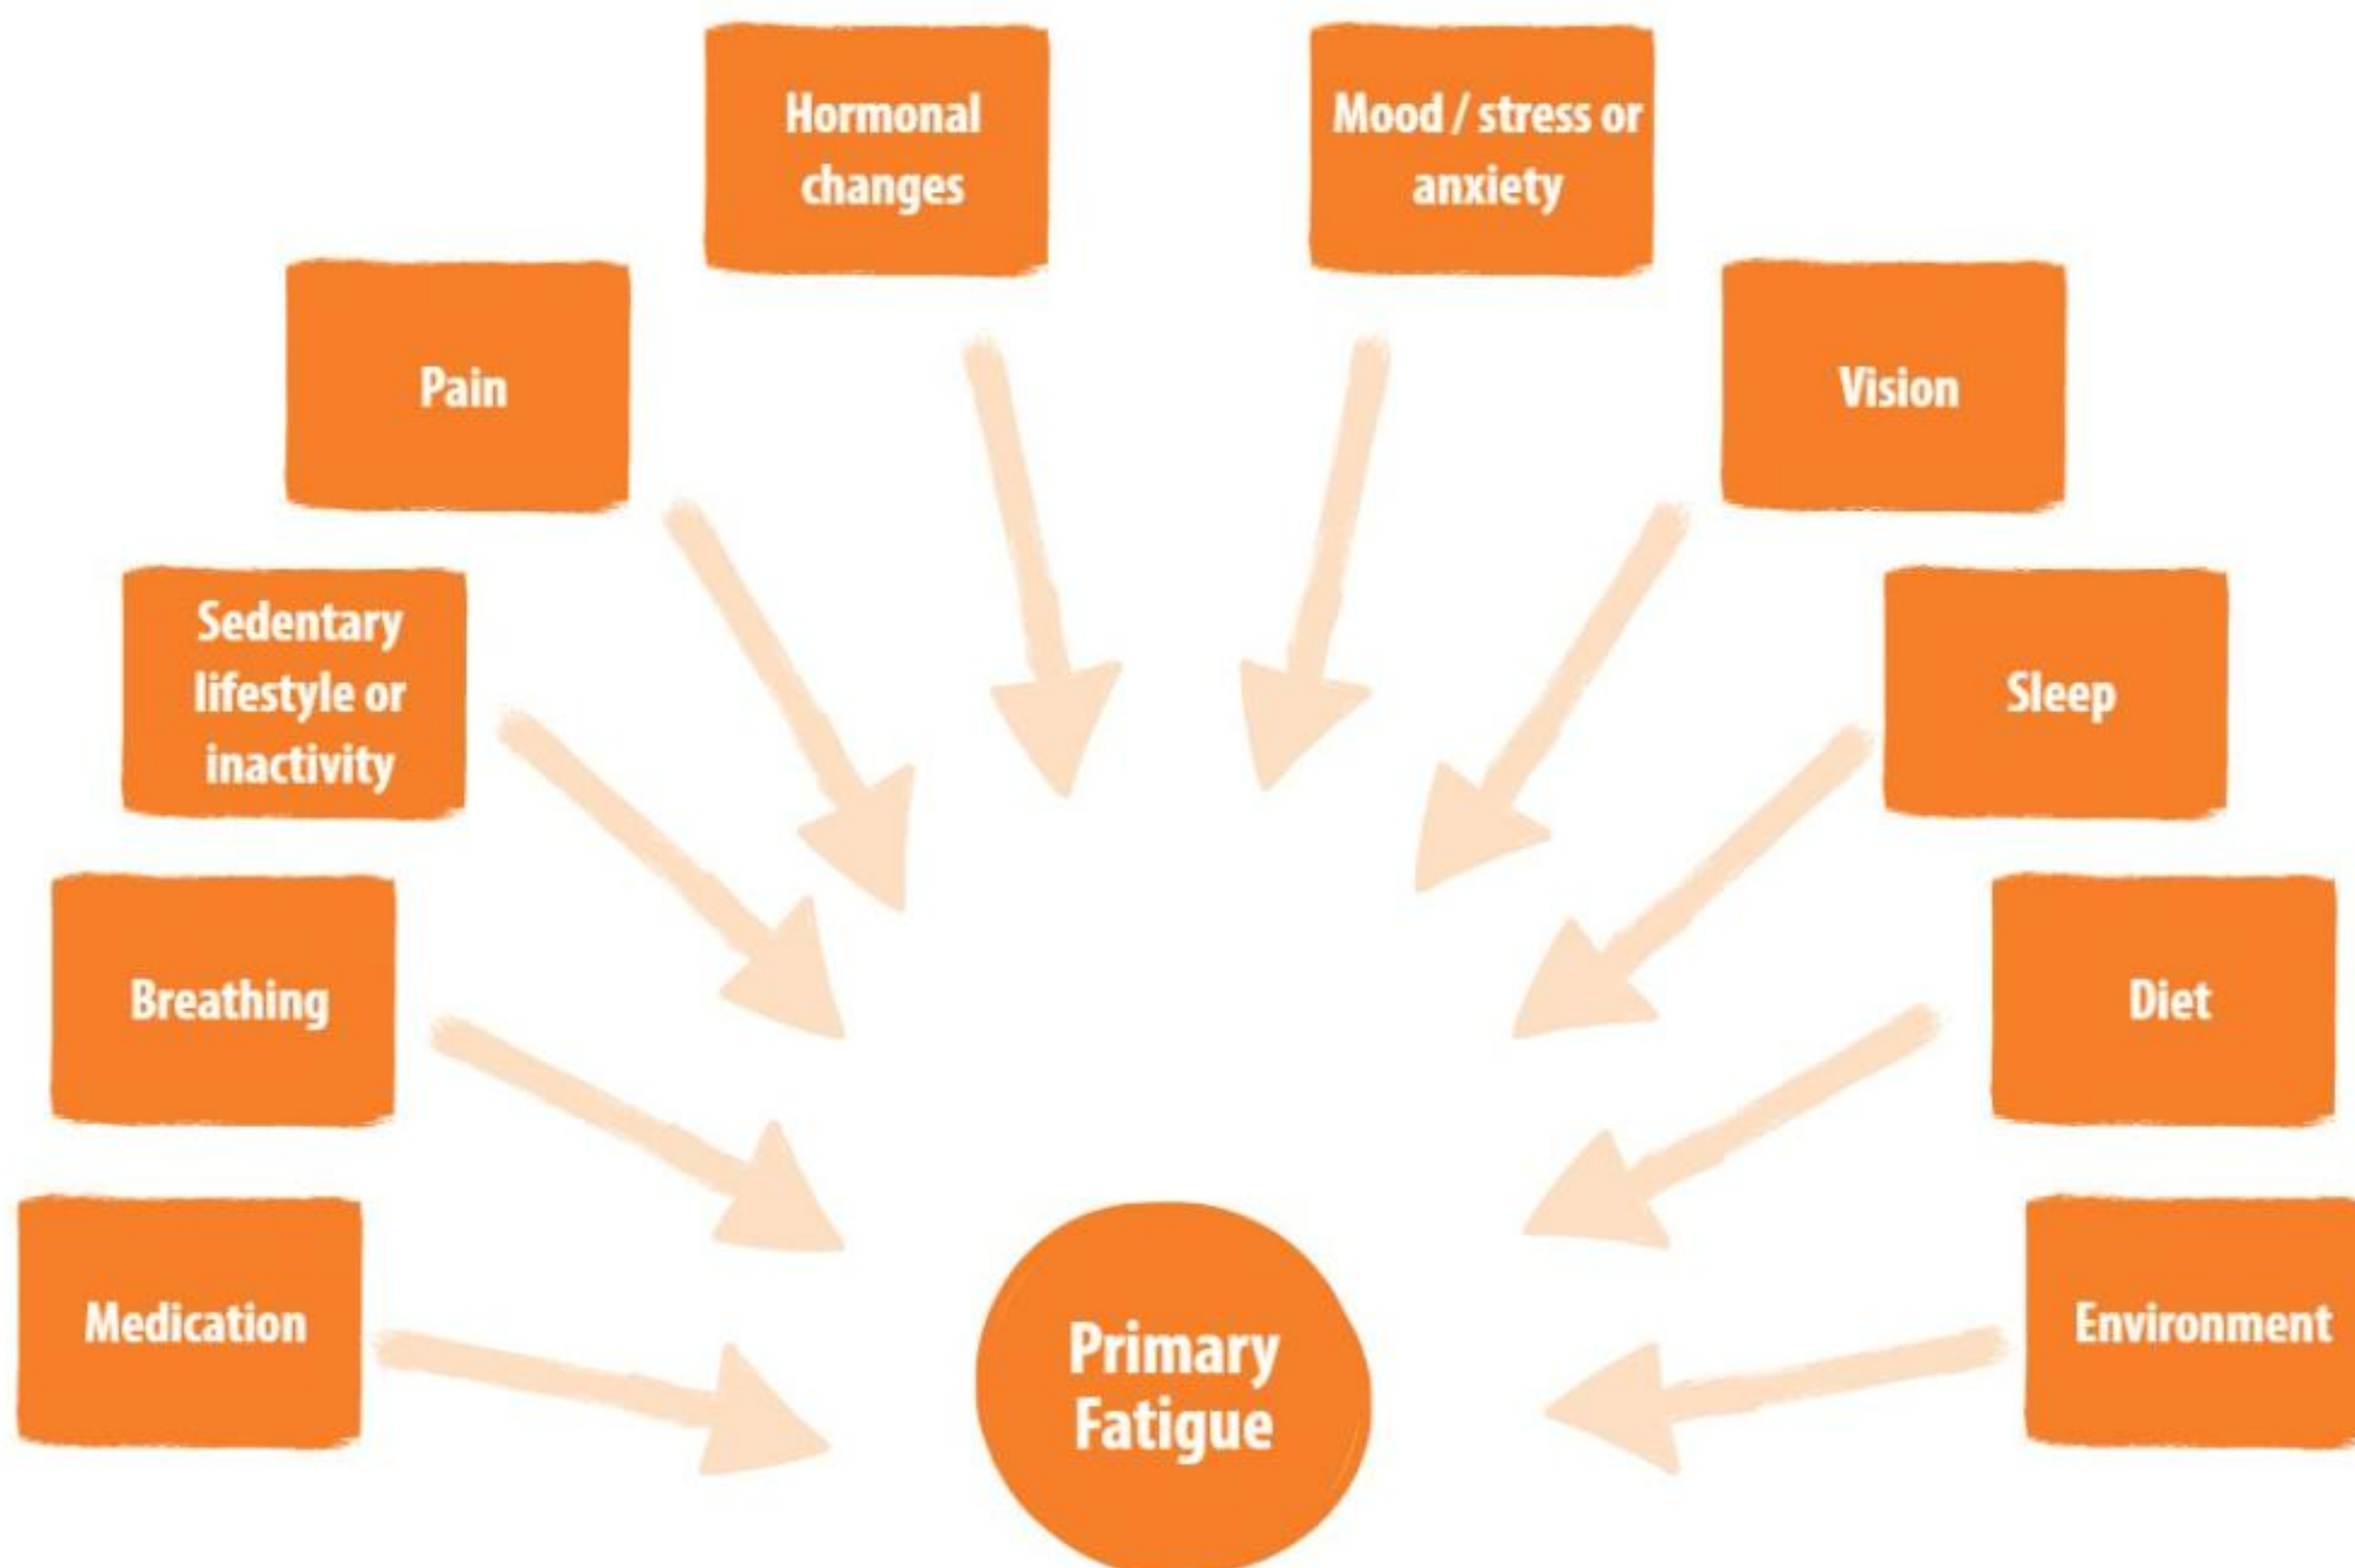 Hormonal
changes
Mood / stress or
anxiety
Pain
Vision
Sedentary
lifestyle or
inactivity
Sleep
Breathing
Diet
Medication
Environment
Primary
Fatigue